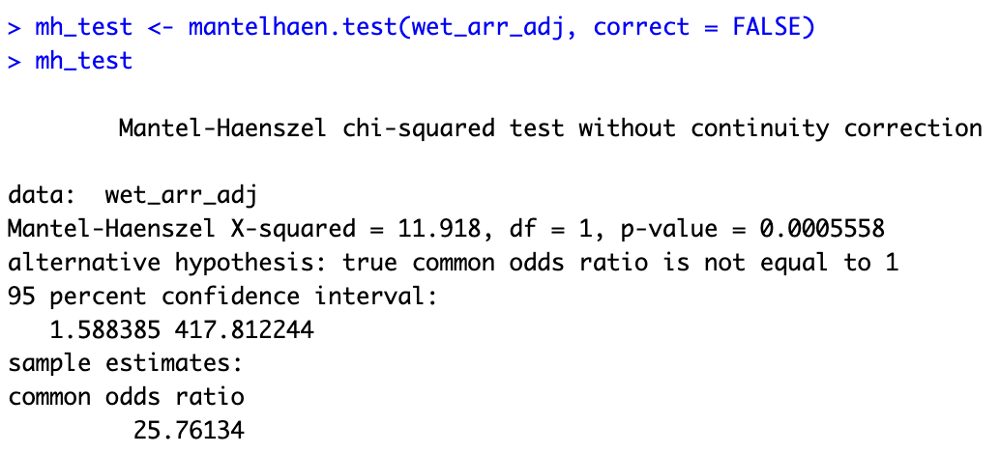 > mh_test <- mantelhaen.test(wet_arr_adj, correct = FALSE)
> mh_test
Mantel-Haenszel chi-squared test without continuity correction
data:  wet_arr_adj
Mantel-Haenszel X-squared = 11.918, df = 1, p-value = 0.0005558
alternative hypothesis: true common odds ratio is not equal to 1
95 percent confidence interval:
1.588385 417.812244
sample estimates:
common odds ratio
25.76134